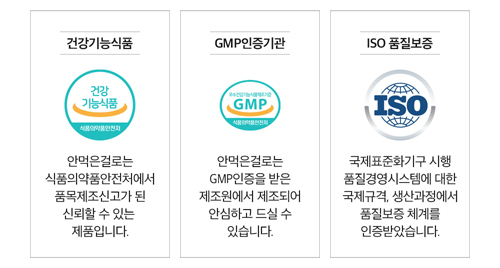 건강기능식품
건강
기능식품
식품의약품안전처
안먹은걸로는
식품의약품안전처에서
품목제조신고가 된
신뢰할 수 있는
제품입니다.
GMP인증기관
우수건강기능식품제조기준
GMP
식품의약품안전처
안먹은걸로는
GMP인증을 받은
제조원에서 제조되어
안심하고 드실 수
있습니다.
ISO 품질보증
ISO
국제표준화기구 시행
품질경영시스템에 대한
국제규격, 생산과정에서
품질보증 체계를
인증받았습니다.